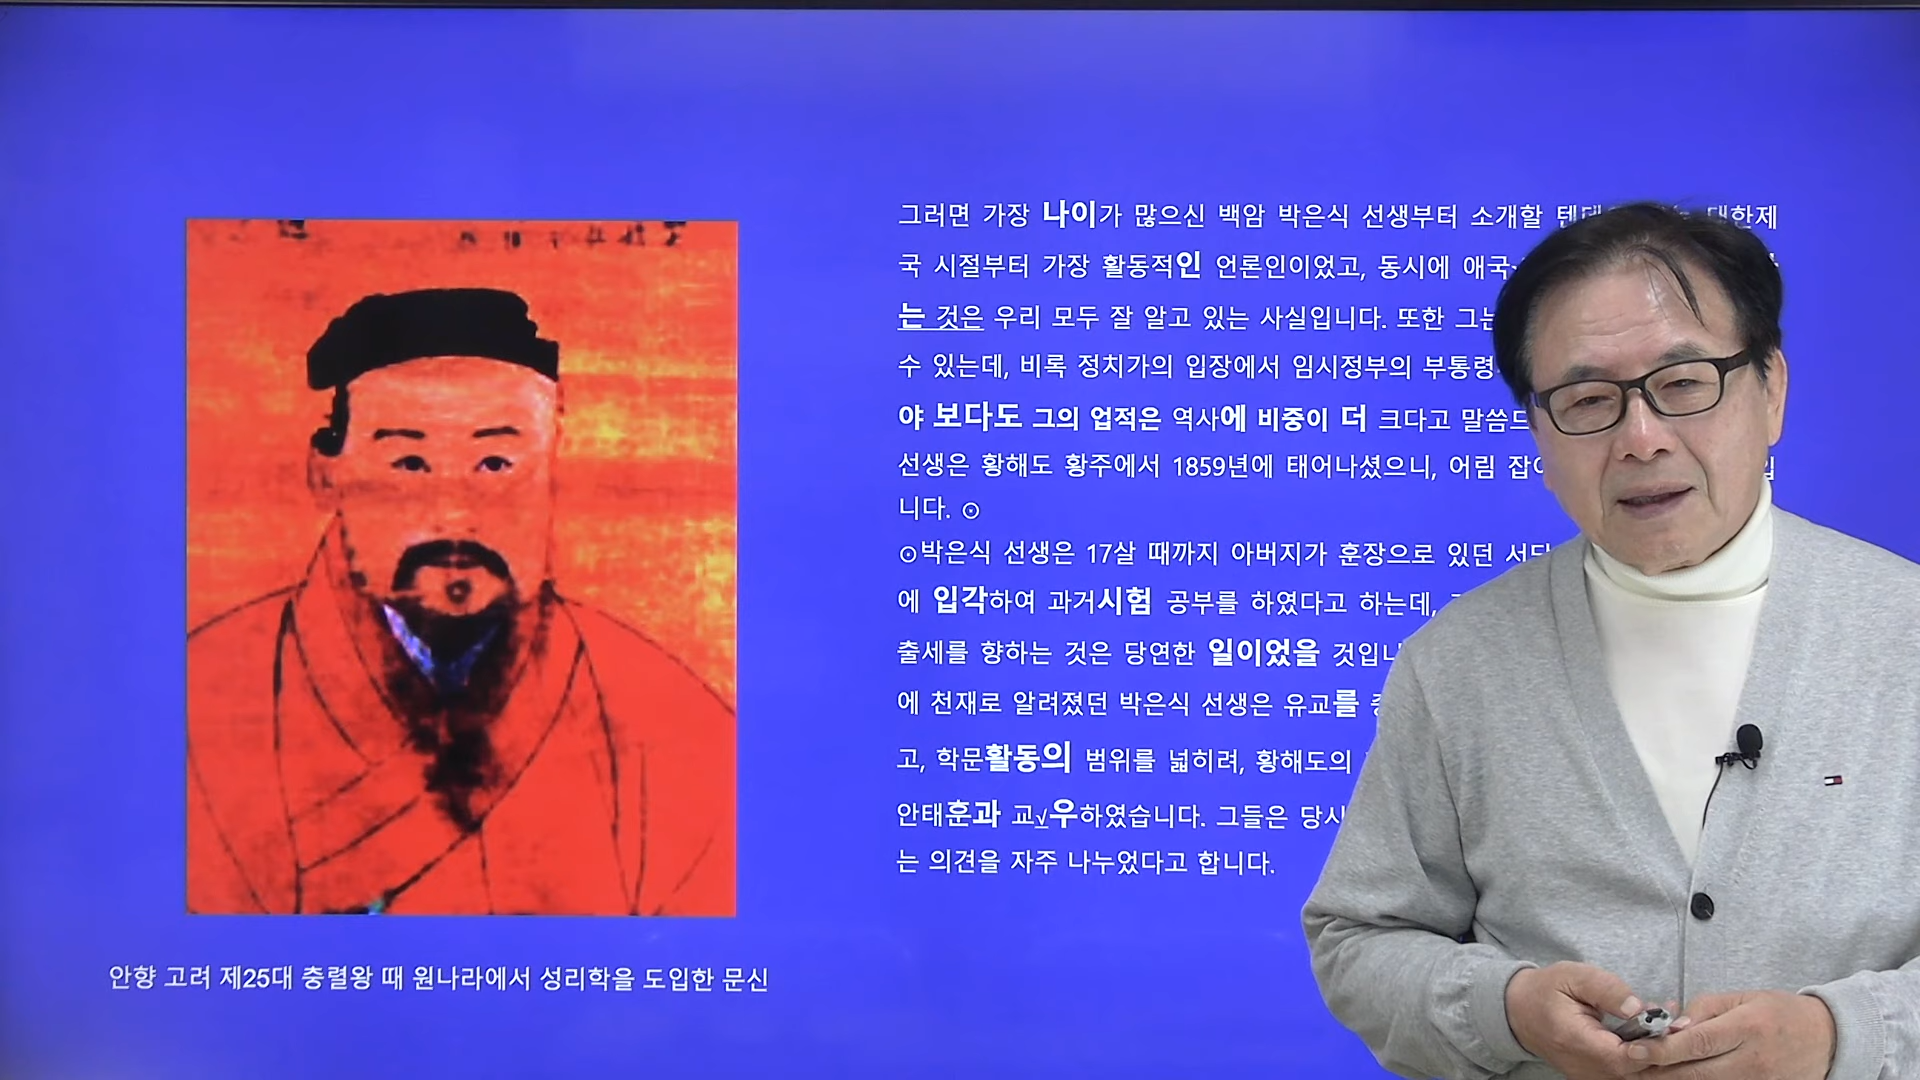 그러면 가장 나이가 많으신 백암 박은식 선생부터 소개할 텐데 대한제
국 시절부터 가장 활동적인 언론인이었고, 동시에 애국
는 것은 우리 모두 잘 알고 있는 사실입니다. 또한 그는
수 있는데, 비록 정치가의 입장에서 임시정부의 부통령
야 보다도 그의 업적은 역사에 비중이 더 크다고 말씀드
선생은 황해도 황주에서 1859년에 태어나셨으니, 어림 잡아 입
니다. ⊙
⊙박은식 선생은 17살 때까지 아버지가 훈장으로 있던 서당
에 입각하여 과거시험 공부를 하였다고 하는데,
출세를 향하는 것은 당연한 일이었을 것입니
에 천재로 알려졌던 박은식 선생은 유교를
고, 학문활동의 범위를 넓히려, 황해도의
안태훈과 교√우하였습니다. 그들은 당시
는 의견을 자주 나누었다고 합니다.
안향 고려 제25대 충렬왕 때 원나라에서 성리학을 도입한 문신